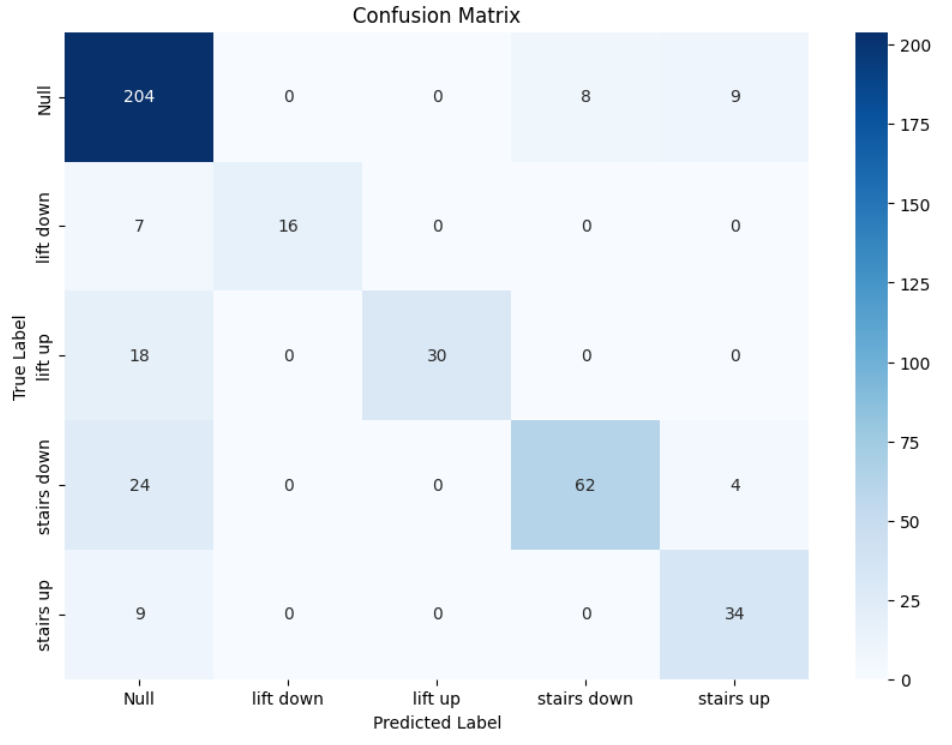 Confusion Matrix
True Label
Null
204 0 0 8 9
lift down
7 16 0 0 0
lift up
18 0 30 0 0
stairs down
24 0 0 62 4
stairs up
9 0 0 0 34
Null lift down lift up stairs down stairs up
Predicted Label
200
175
150
125
100
75
50
25
0